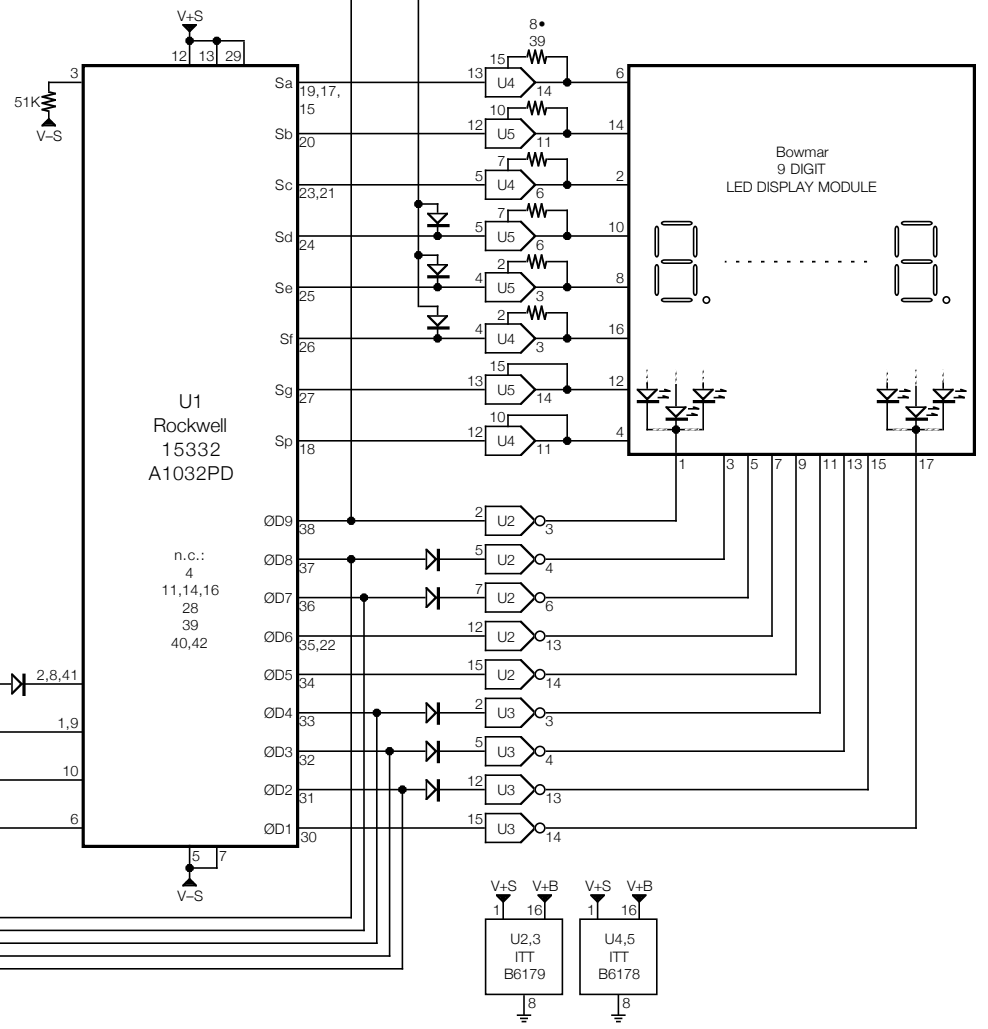 V+S
12 13 29
3
51K
V–S
8•
39
Sa
19,17,
15
13 15 U4 14 6
Sb
20
12 10 U5 11 14
Sc
23,21
5 7 U4 6 2
Sd
24
5 7 U5 6 10
Se
25
4 2 U5 3 8
Sf
26
4 2 U4 3 16
Sg
27
13 15 U5 14 12
Sp
18
12 10 U4 11 4
Bowmar
9 DIGIT
LED DISPLAY MODULE
1 3 5 7 9 11 13 15 17
U1
Rockwell
15332
A1032PD
n.c.:
4
11,14,16
28
39
40,42
ØD9
38
2 U2 3
ØD8
37
5 U2 4
ØD7
36
7 U2 6
ØD6
35,22
12 U2 13
ØD5
34
15 U2 14
ØD4
33
2 U3 3
ØD3
32
5 U3 4
ØD2
31
12 U3 13
ØD1
30
15 U3 14
2,8,41
1,9
10
6
5 7
V–S
V+S V+B
1 16
U2,3
ITT
B6179
8
V+S V+B
1 16
U4,5
ITT
B6178
8